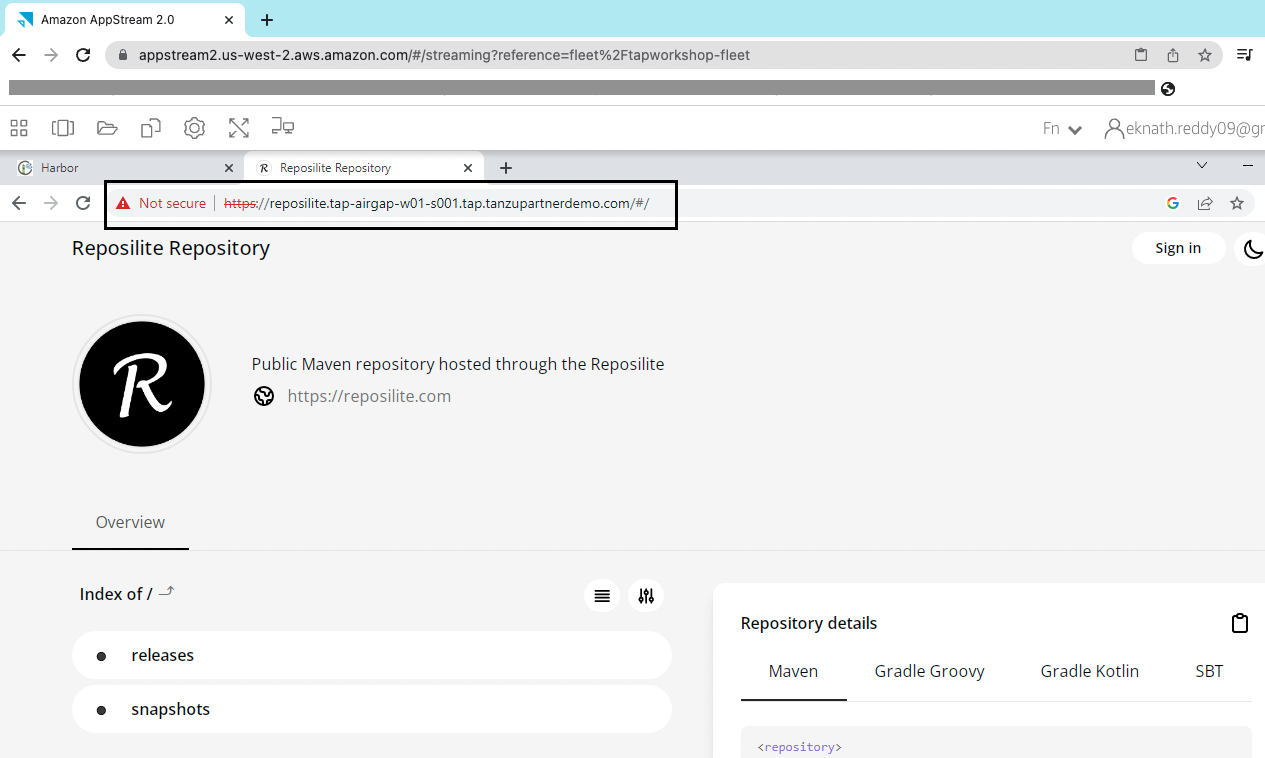 Amazon AppStream 2.0
appstream2.us-west-2.aws.amazon.com/#/streaming?reference=fleet%2Ftapworkshop-fleet
Fn
eknath.reddy09@gr
Harbor
Reposilite Repository
Not secure https://reposilite.tap-airgap-w01-s001.tap.tanzupartnerdemo.com/#/
Reposilite Repository
Sign in
R
Public Maven repository hosted through the Reposilite
https://reposilite.com
Overview
Index of /
releases
snapshots
Repository details
Maven Gradle Groovy Gradle Kotlin SBT
<repository>